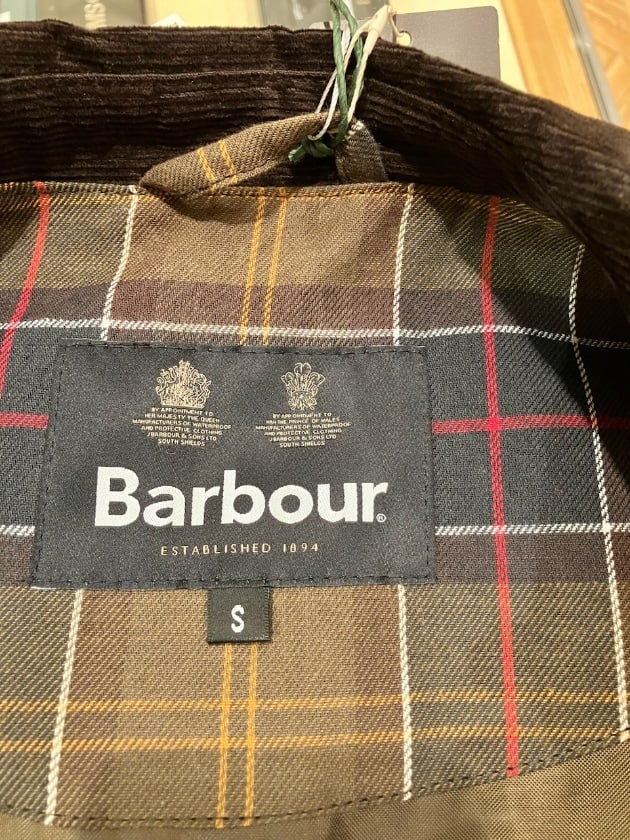 BY APPOINTMENT TO
HER MAJESTY THE QUEEN
MANUFACTURERS OF WATERPROOF
AND PROTECTIVE CLOTHING
J BARBOUR & SONS LTD
SOUTH SHIELDS
BY APPOINTMENT TO
HRH THE PRINCE OF WALES
MANUFACTURERS OF WATERPROOF
AND PROTECTIVE CLOTHING
J BARBOUR & SONS LTD
SOUTH SHIELDS
Barbour®
ESTABLISHED 1894
S